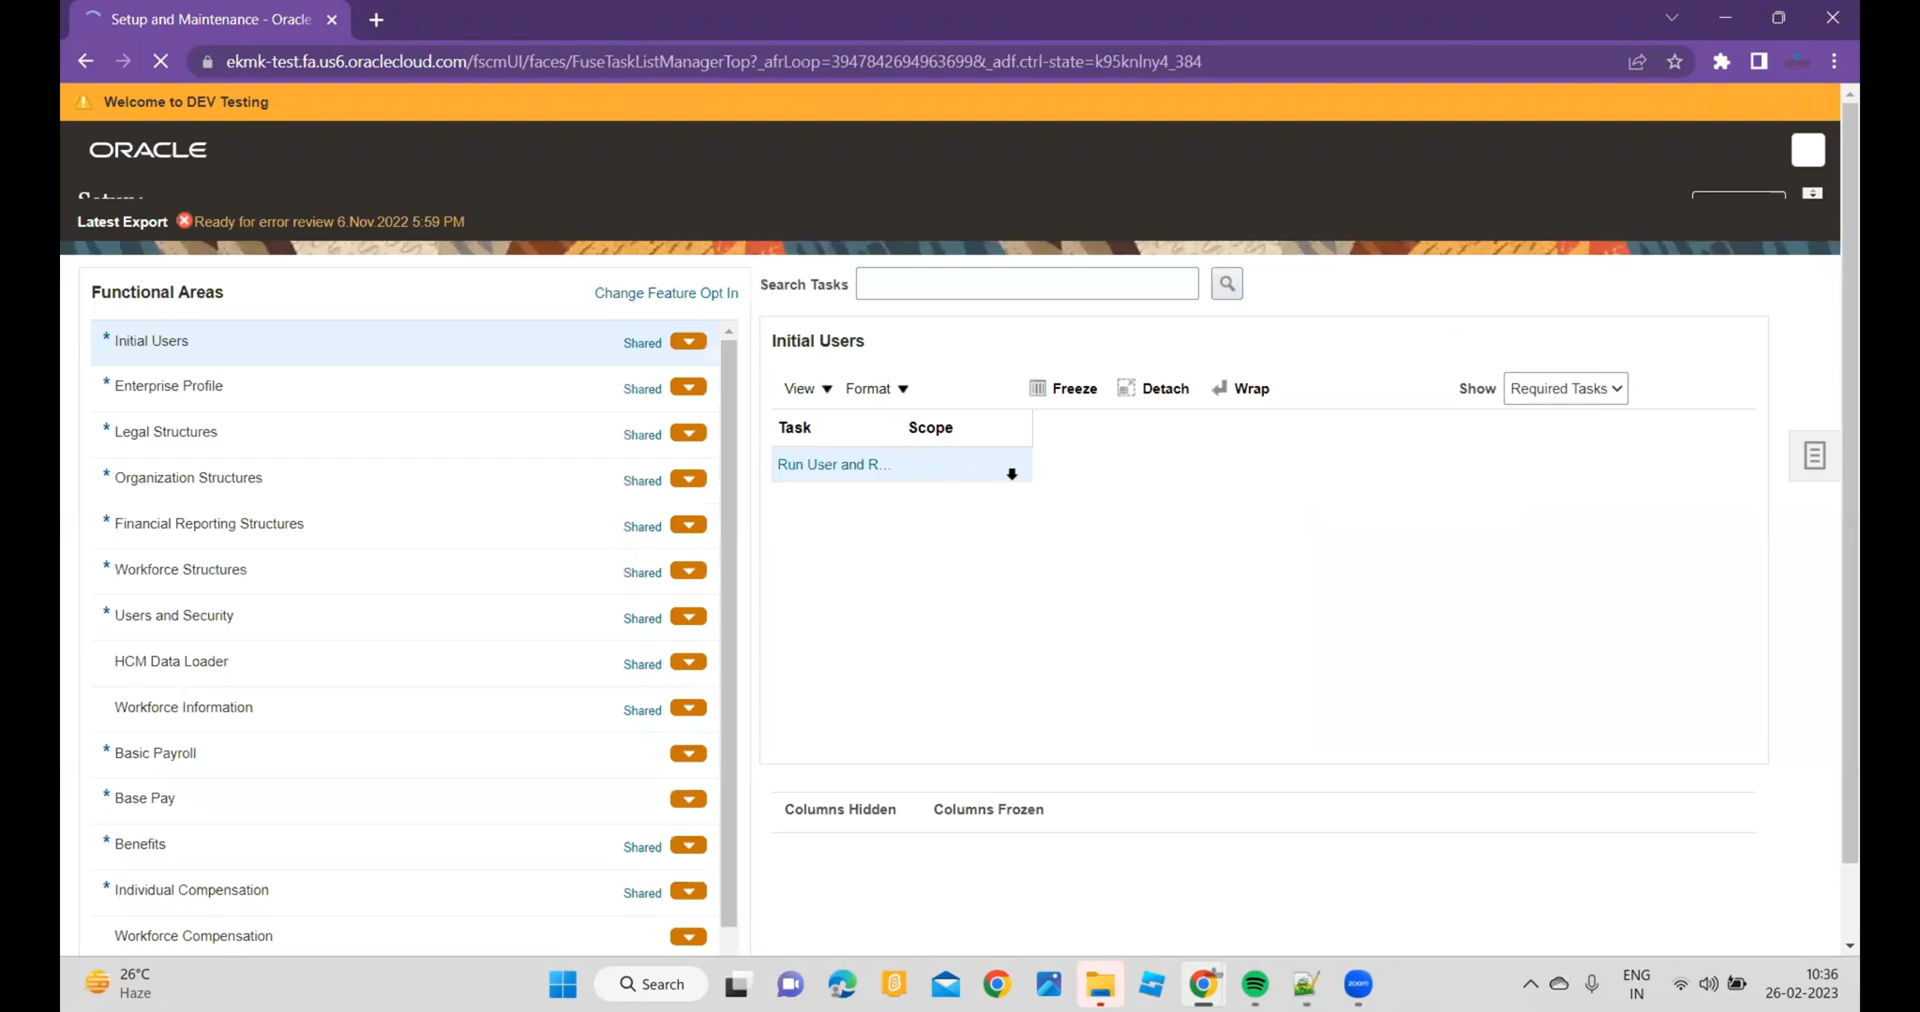 Setup and Maintenance - Oracle
ekmk-test.fa.us6.oraclecloud.com/fscmUI/faces/FuseTaskListManagerTop?_afrLoop=39478426949636998&_adf.ctrl-state=k95knlny4_384
Welcome to DEV Testing
ORACLE
Latest Export Ready for error review 6.Nov.2022 5:59 PM
Functional Areas Change Feature Opt In
* Initial Users Shared
* Enterprise Profile Shared
* Legal Structures Shared
* Organization Structures Shared
* Financial Reporting Structures Shared
* Workforce Structures Shared
* Users and Security Shared
HCM Data Loader Shared
Workforce Information Shared
* Basic Payroll
* Base Pay
* Benefits Shared
* Individual Compensation Shared
Workforce Compensation
Search Tasks
Initial Users
View Format Freeze Detach Wrap Show Required Tasks
Task Scope
Run User and R...
Columns Hidden Columns Frozen
26°C
Haze
Search
zoom
ENG
IN
10:36
26-02-2023